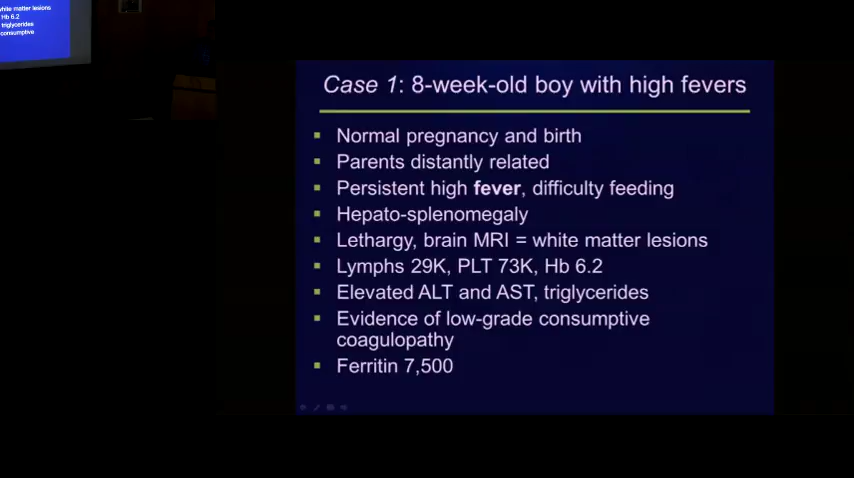 white matter lesions
Hb 6.2
triglycerides
consumptive
Case 1: 8-week-old boy with high fevers
Normal pregnancy and birth
Parents distantly related
Persistent high fever, difficulty feeding
Hepato-splenomegaly
Lethargy, brain MRI = white matter lesions
Lymphs 29K, PLT 73K, Hb 6.2
Elevated ALT and AST, triglycerides
Evidence of low-grade consumptive
coagulopathy
Ferritin 7,500